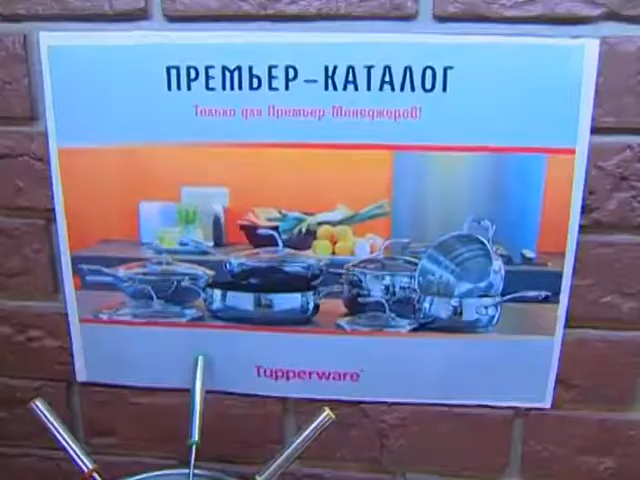 ПРЕМЬЕР-КАТАЛОГ
Только для Премьер Менеджеров!
Tupperware